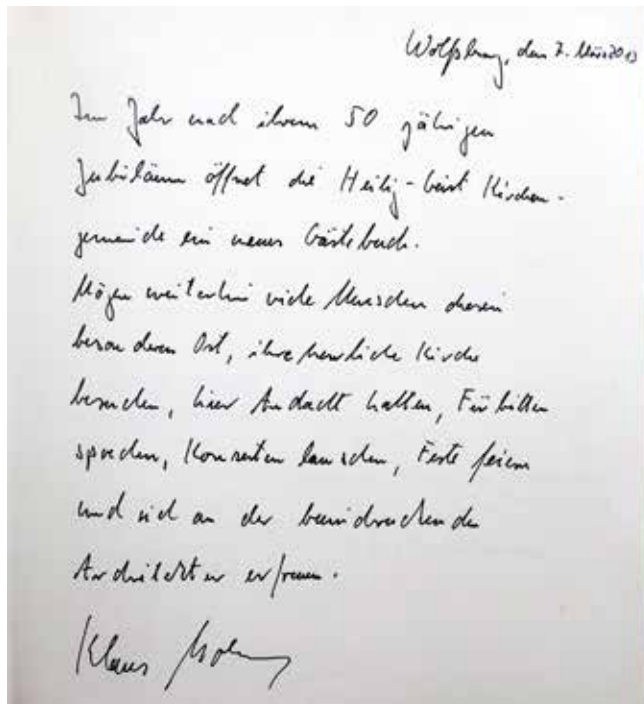 Wolfsburg, den 7. März 2013
Im Jahr nach ihrem 50 jährigen
Jubiläum öffnet die Heilig-Geist Kirchen-
gemeinde ein neues Gästebuch.
Mögen weiterhin viele Menschen diesen
besonderen Ort, ihre herrliche Kirche
besuchen, hier Andacht halten, Fürbitten
sprechen, Konzerten lauschen, Feste feiern
und sich an der beeindruckenden
Architektur erfreuen.
Klaus